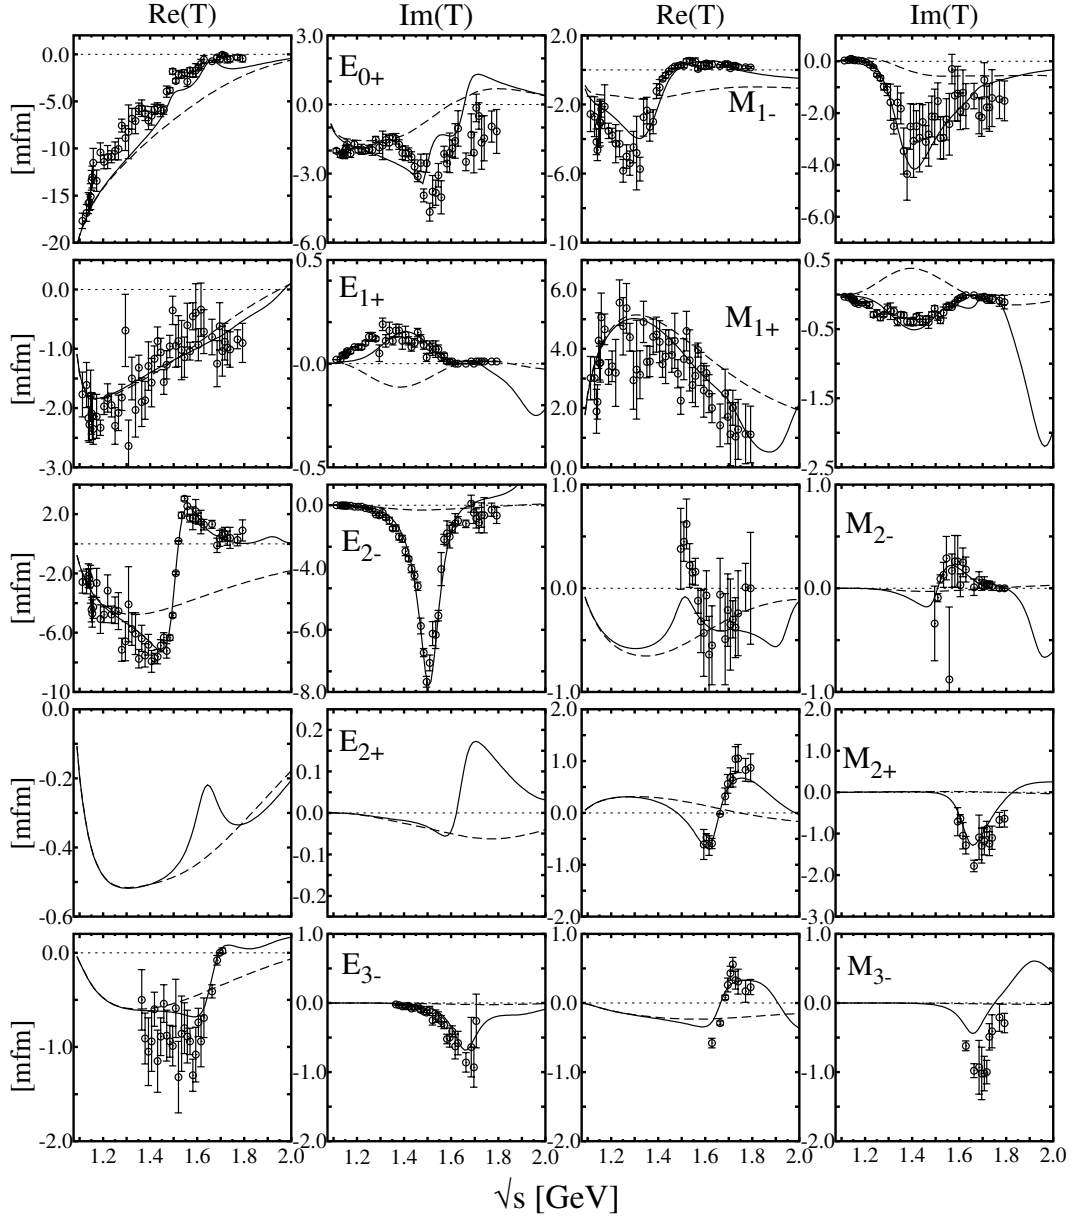 Re(T) Im(T) Re(T) Im(T)
[mfm] 0.0 -5.0 -10 -15 -20
E0+ 3.0 0.0 -3.0 -6.0
M1- 2.0 -2.0 -6.0 -10
0.0 -2.0 -4.0 -6.0
[mfm] 0.0 -1.0 -2.0 -3.0
E1+ 0.5 -0.0 -0.5
M1+ 6.0 4.0 2.0 0.0
0.5 -0.5 -1.5 -2.5
[mfm] 2.0 -2.0 -6.0 -10
E2- 0.0 -4.0 -6.0 -8.0
1.0 0.0 -1.0
M2- 1.0 0.0 -1.0
[mfm] 0.0 -0.2 -0.4 -0.6
E2+ 0.2 0.1 0.0 -0.1 -0.2
2.0 1.0 0.0 -1.0 -2.0
M2+ 2.0 1.0 0.0 -1.0 -2.0 -3.0
[mfm] 0.0 -1.0 -2.0
E3- 1.0 0.0 -1.0 -2.0
1.0 0.0 -1.0 -2.0
M3- 1.0 0.0 -1.0 -2.0
1.2 1.4 1.6 1.8 1.2 1.4 1.6 1.8 2.0 1.2 1.4 1.6 1.8 2.0 1.2 1.4 1.6 1.8 2.0
√s [GeV]